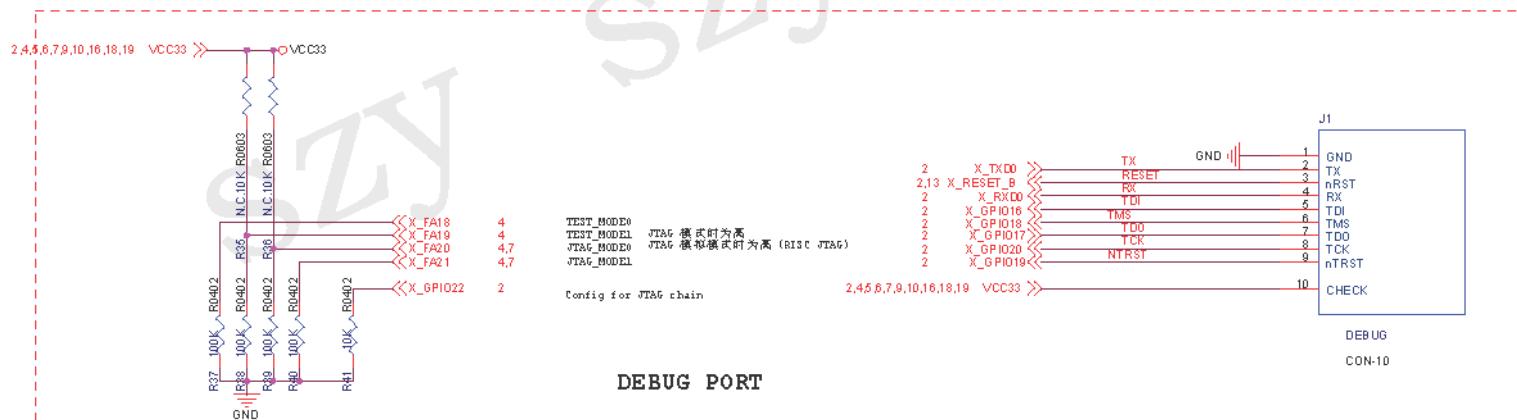 SZY
SZY
2,4,5,6,7,9,10,16,18,19 VCC33
VCC33
N.C.10K R0603
N.C.10K R0603
R35
R36
X_FA18 4 TEST_MODE0
X_FA19 4 TEST_MODE1 JTAG 模式时为高
X_FA20 4,7 JTAG_MODE0 JTAG 模拟模式时为高 (RISC JTAG)
X_FA21 4,7 JTAG_MODE1
X_GPIO22 2 Config for JTAG chain
R37 100K R0402
R38 100K R0402
R39 100K R0402
R40 100K R0402
R41 10K R0402
GND
DEBUG PORT
J1
GND 1 GND
2 X_TXD0 TX 2 TX
2,13 X_RESET_B RESET 3 nRST
2 X_RXD0 RX 4 RX
2 X_GPIO16 TDI 5 TDI
2 X_GPIO18 TMS 6 TMS
2 X_GPIO17 TDO 7 TDO
2 X_GPIO20 TCK 8 TCK
2 X_GPIO19 NTRST 9 nTRST
2,4,5,6,7,9,10,16,18,19 VCC33 10 CHECK
DEBUG
CON-10